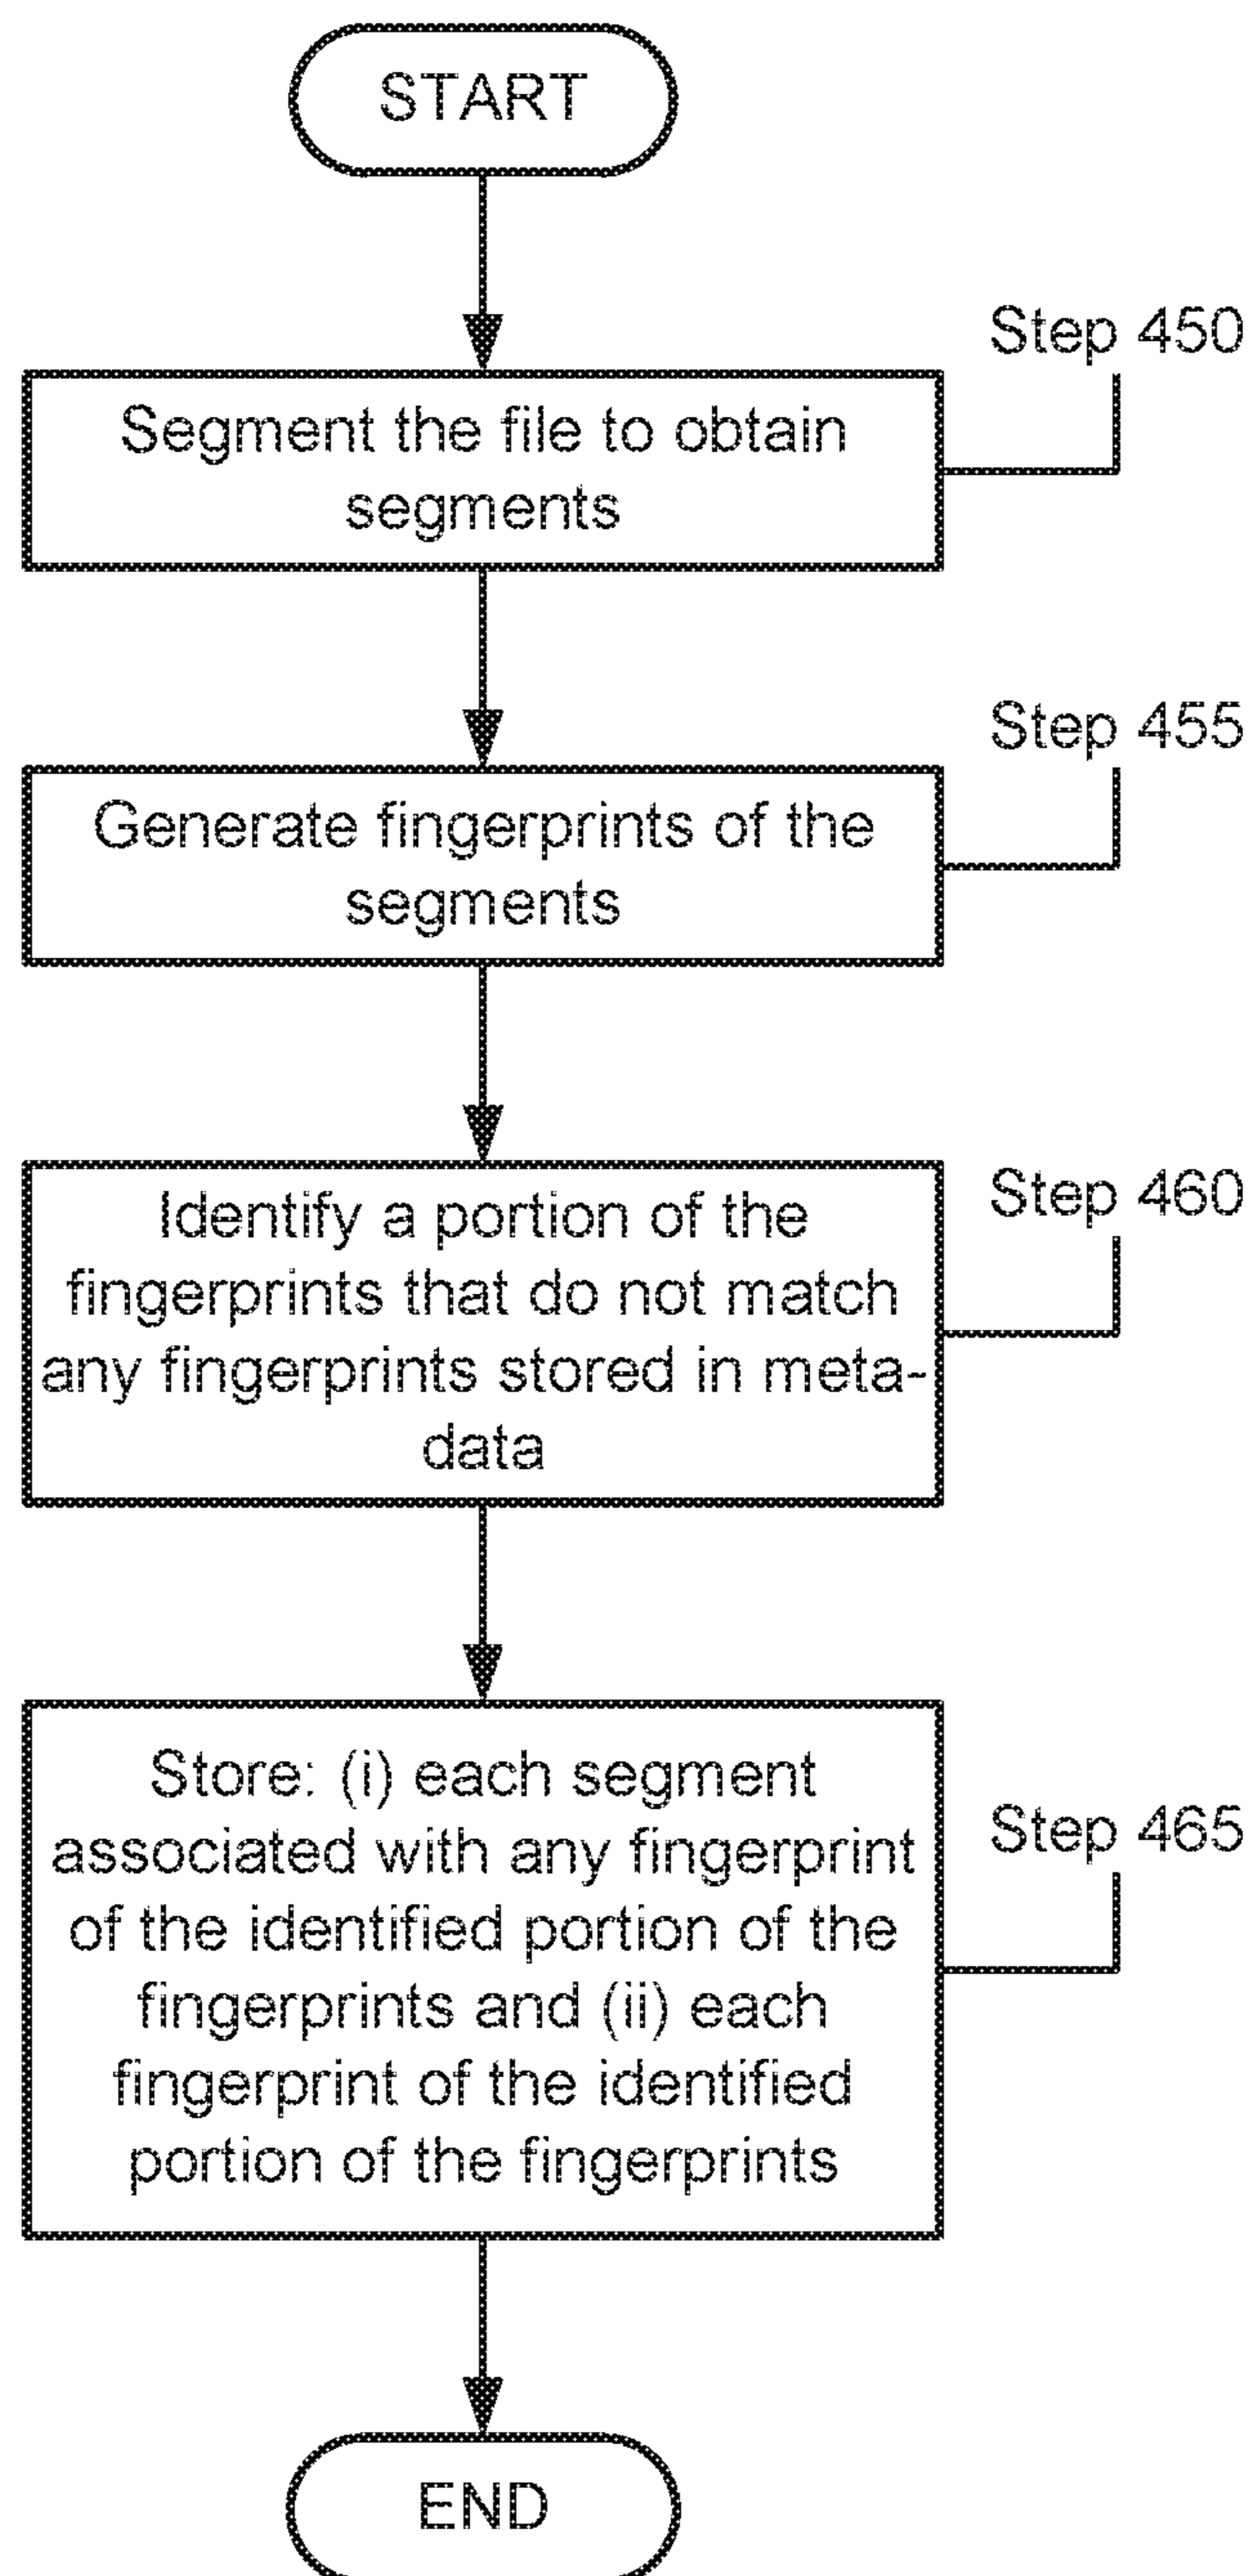 START
Step 450
Segment the file to obtain
segments
Step 455
Generate fingerprints of the
segments
Step 460
Identify a portion of the
fingerprints that do not match
any fingerprints stored in meta-
data
Step 465
Store: (i) each segment
associated with any fingerprint
of the identified portion of the
fingerprints and (ii) each
fingerprint of the identified
portion of the fingerprints
END